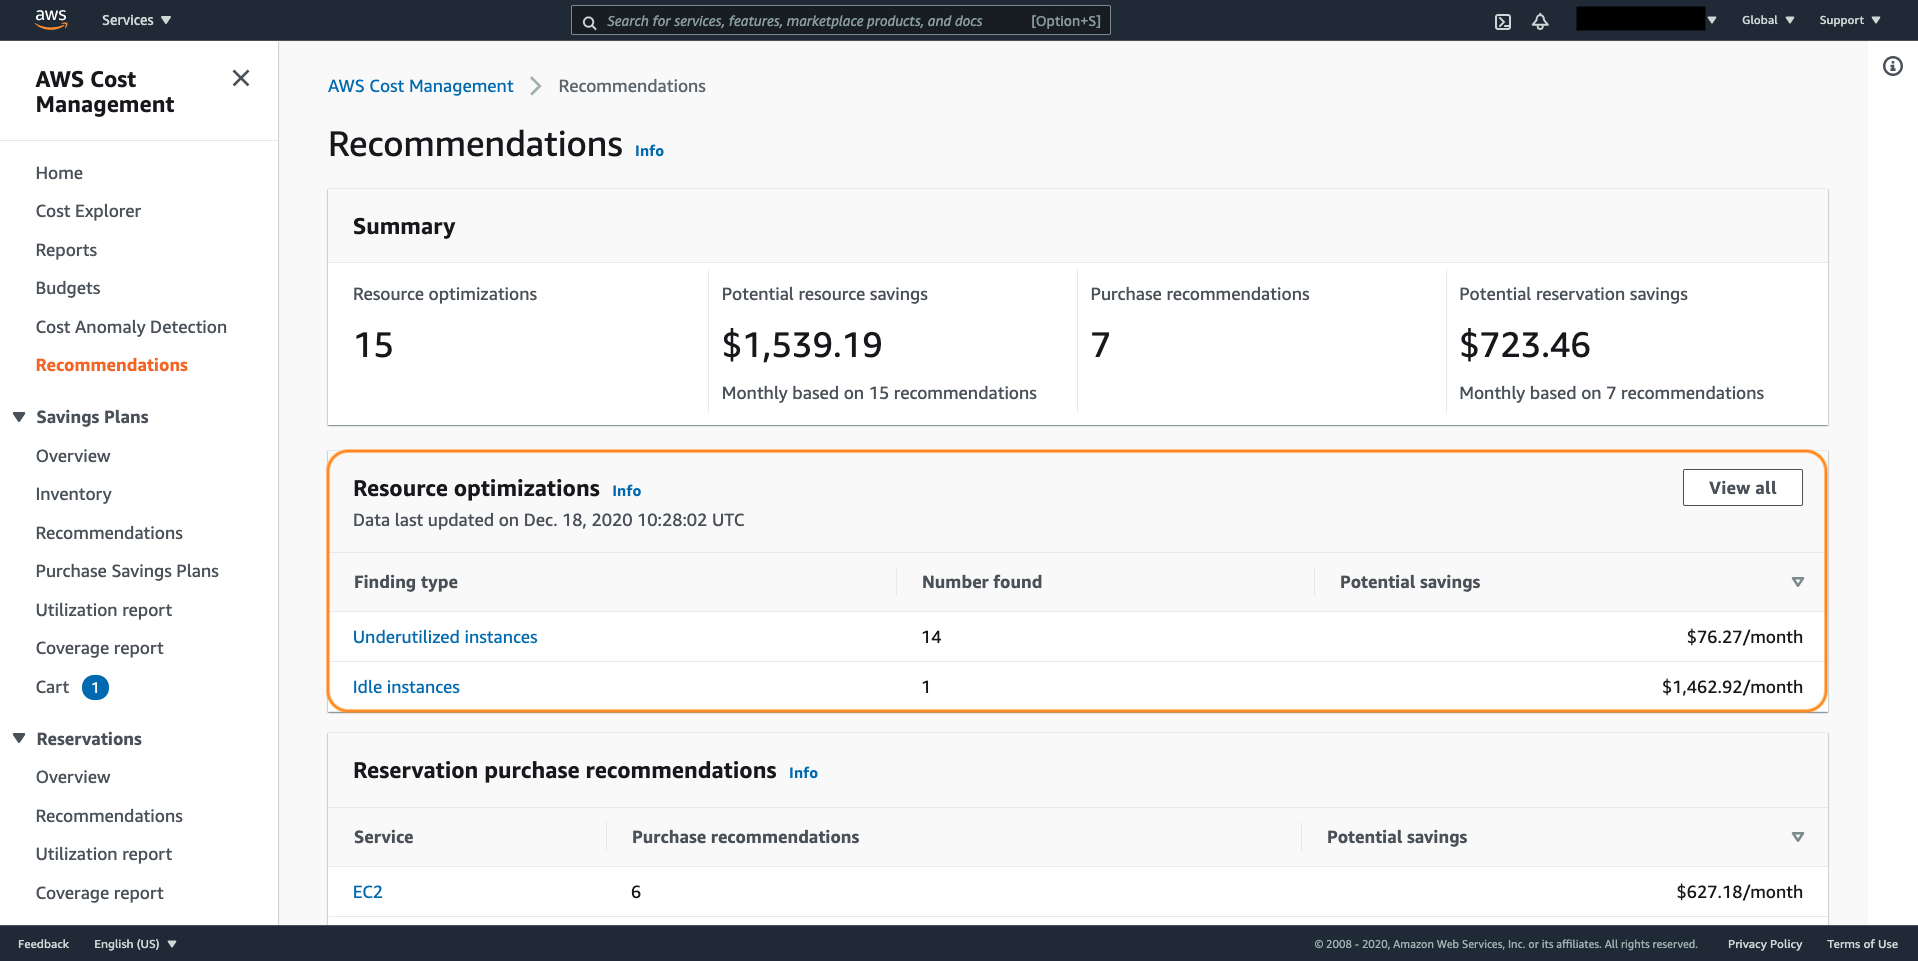 aws Services Search for services, features, marketplace products, and docs [Option+S] Global Support
AWS Cost
Management
Home
Cost Explorer
Reports
Budgets
Cost Anomaly Detection
Recommendations
Savings Plans
Overview
Inventory
Recommendations
Purchase Savings Plans
Utilization report
Coverage report
Cart 1
Reservations
Overview
Recommendations
Utilization report
Coverage report
AWS Cost Management Recommendations
Recommendations Info
Summary
Resource optimizations
15
Potential resource savings
$1,539.19
Monthly based on 15 recommendations
Purchase recommendations
7
Potential reservation savings
$723.46
Monthly based on 7 recommendations
Resource optimizations Info
View all
Data last updated on Dec. 18, 2020 10:28:02 UTC
Finding type Number found Potential savings
Underutilized instances 14 $76.27/month
Idle instances 1 $1,462.92/month
Reservation purchase recommendations Info
Service Purchase recommendations Potential savings
EC2 6 $627.18/month
Feedback English (US) © 2008 - 2020, Amazon Web Services, Inc. or its affiliates. All rights reserved. Privacy Policy Terms of Use